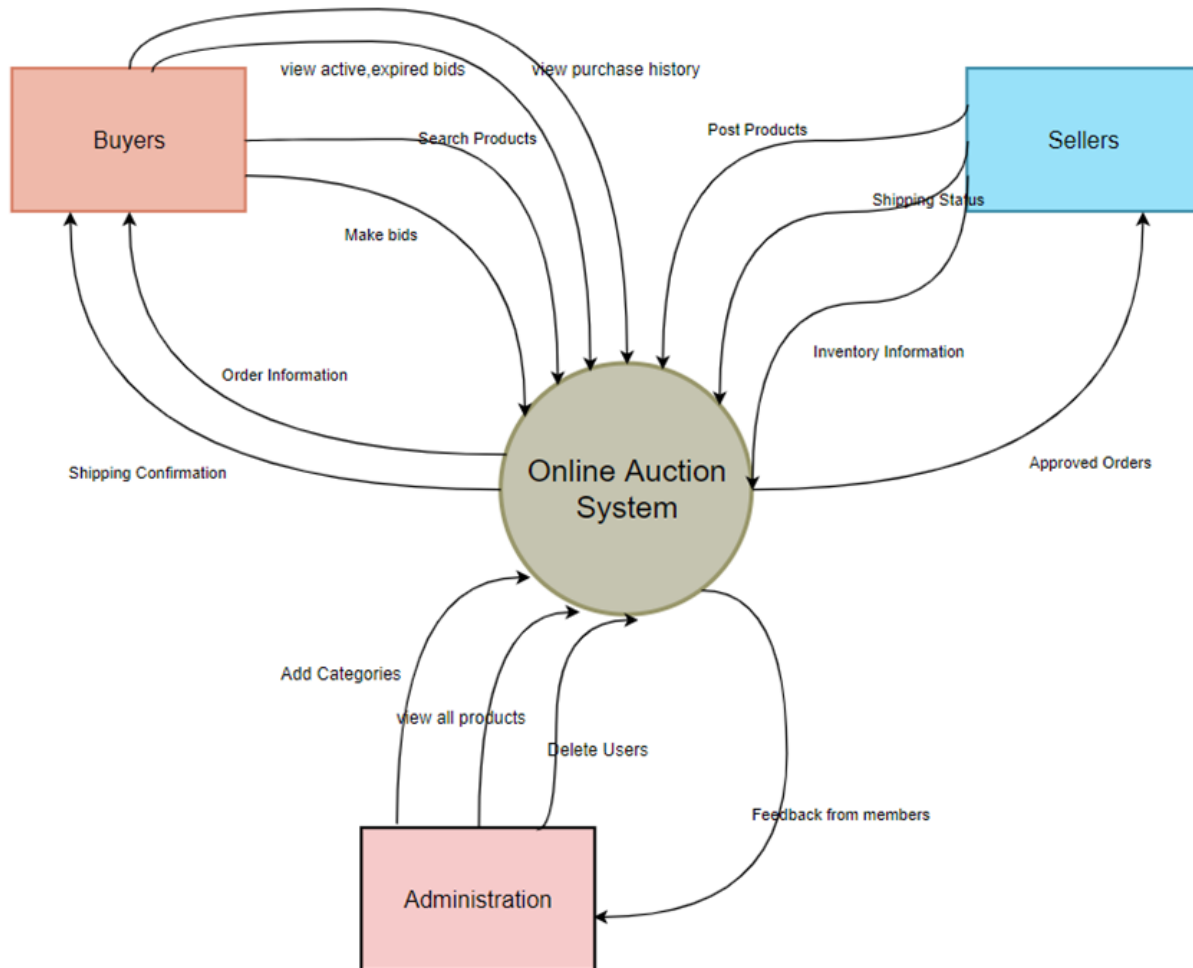 view active,expired bids
view purchase history
Buyers
Search Products
Post Products
Sellers
Shipping Status
Make bids
Inventory Information
Order Information
Shipping Confirmation
Approved Orders
Online Auction
System
Add Categories
view all products
Delete Users
Feedback from members
Administration